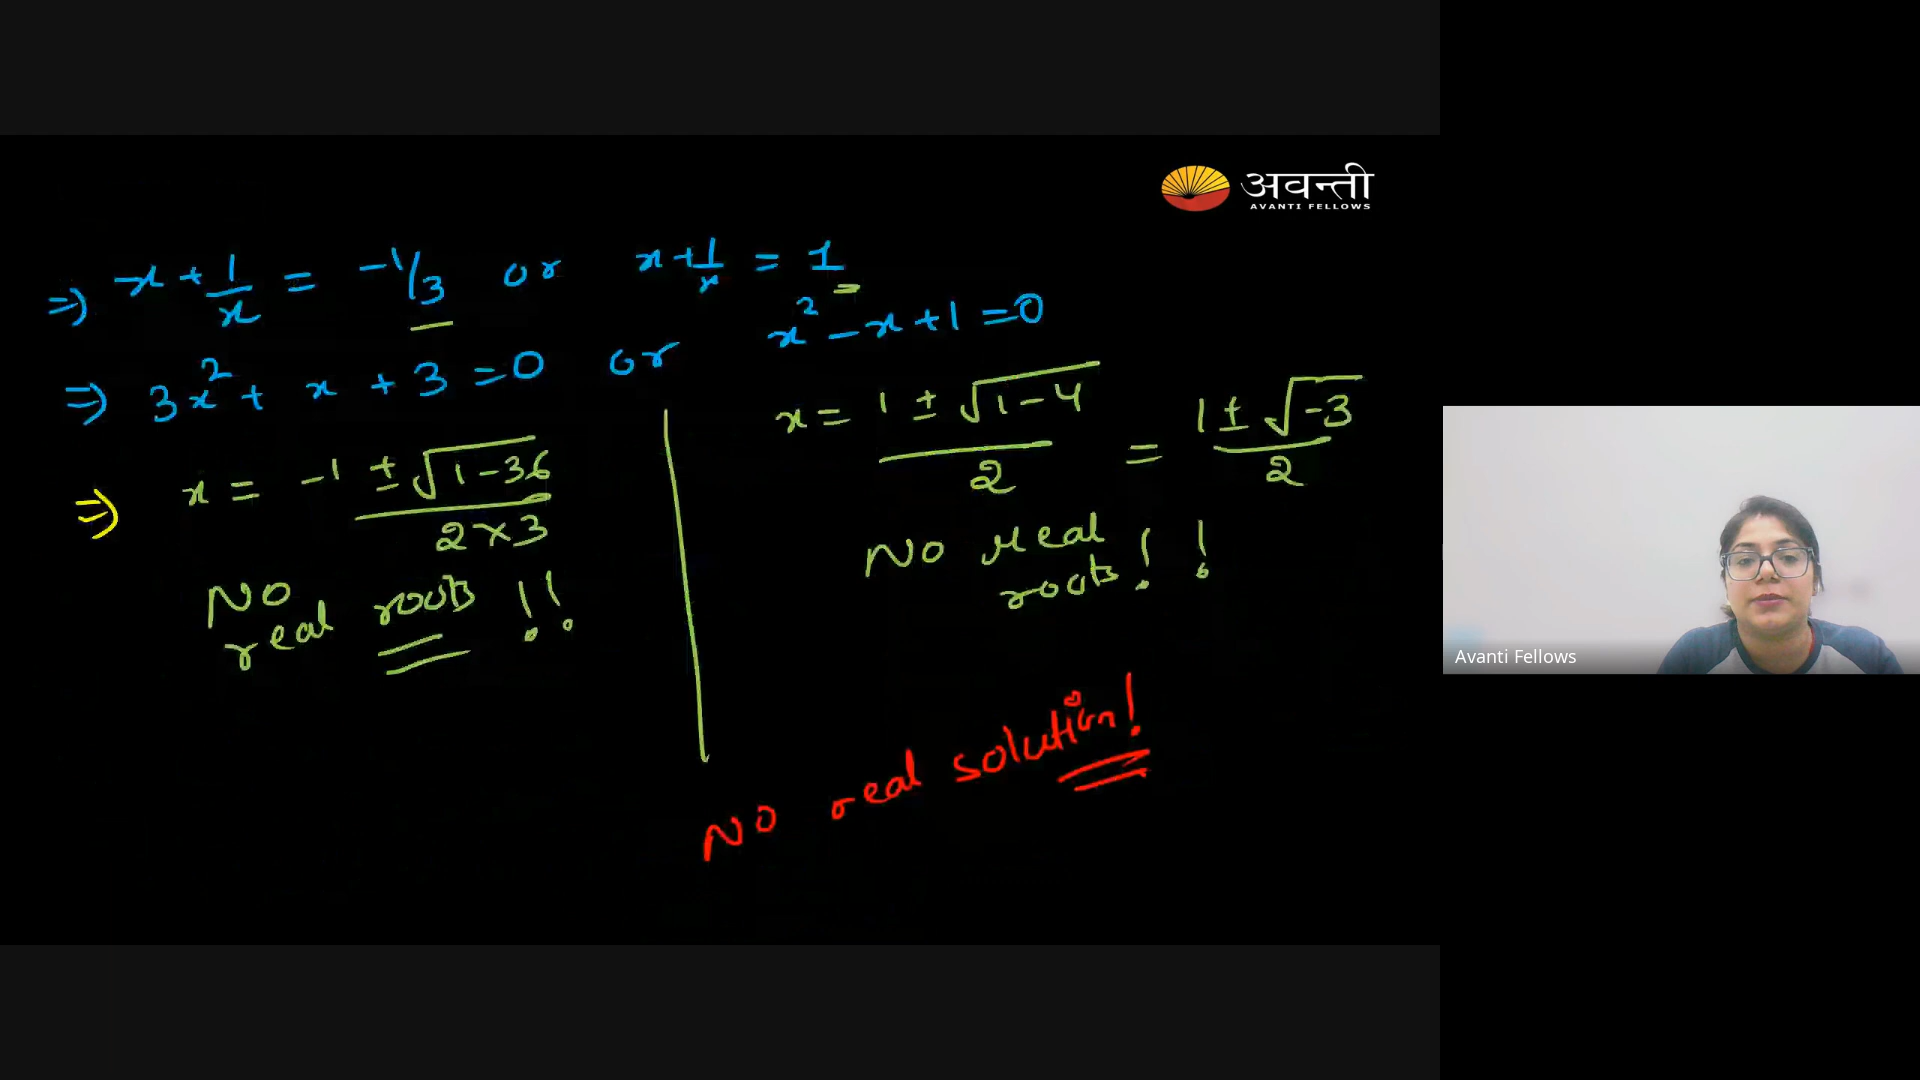 अवन्ती
AVANTI FELLOWS
=> x + 1/x = -1/3 or x + 1/x = 1
=> 3x² + x + 3 = 0 or x² - x + 1 = 0
=> x = -1 ± √1-36 / 2×3
No real roots !!
x = 1 ± √1-4 / 2 = 1 ± √-3 / 2
No real roots ! !
No real solution!
Avanti Fellows